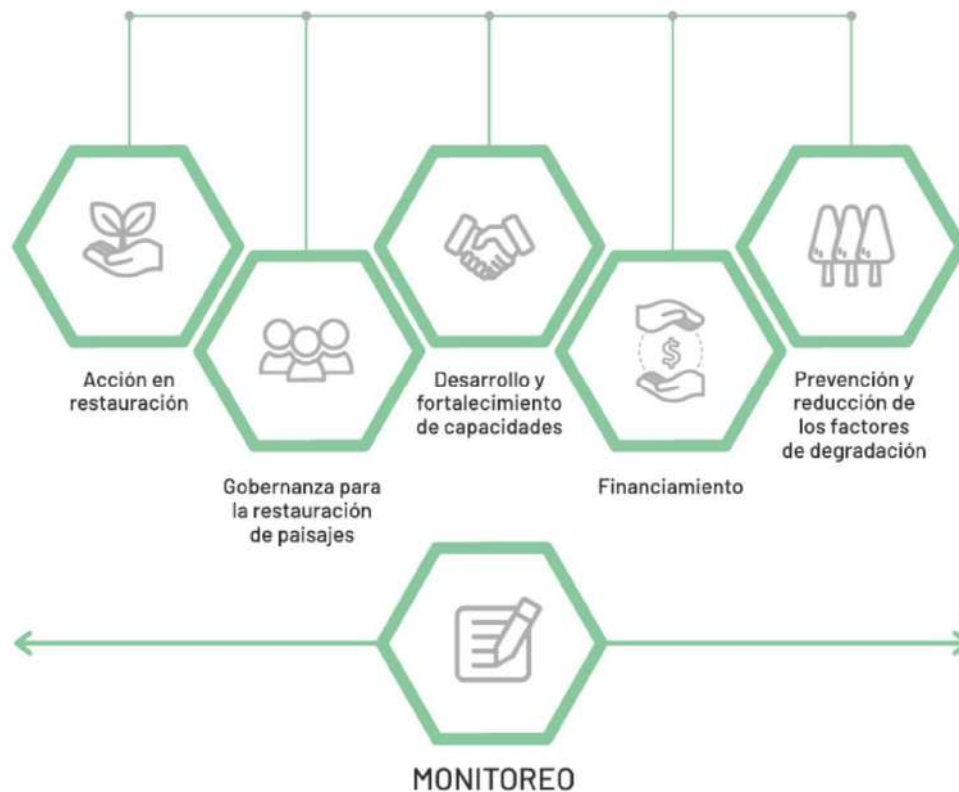 Acción en
restauración
Gobernanza para
la restauración
de paisajes
Desarrollo y
fortalecimiento
de capacidades
$
Financiamiento
Prevención y
reducción de
los factores
de degradación
MONITOREO